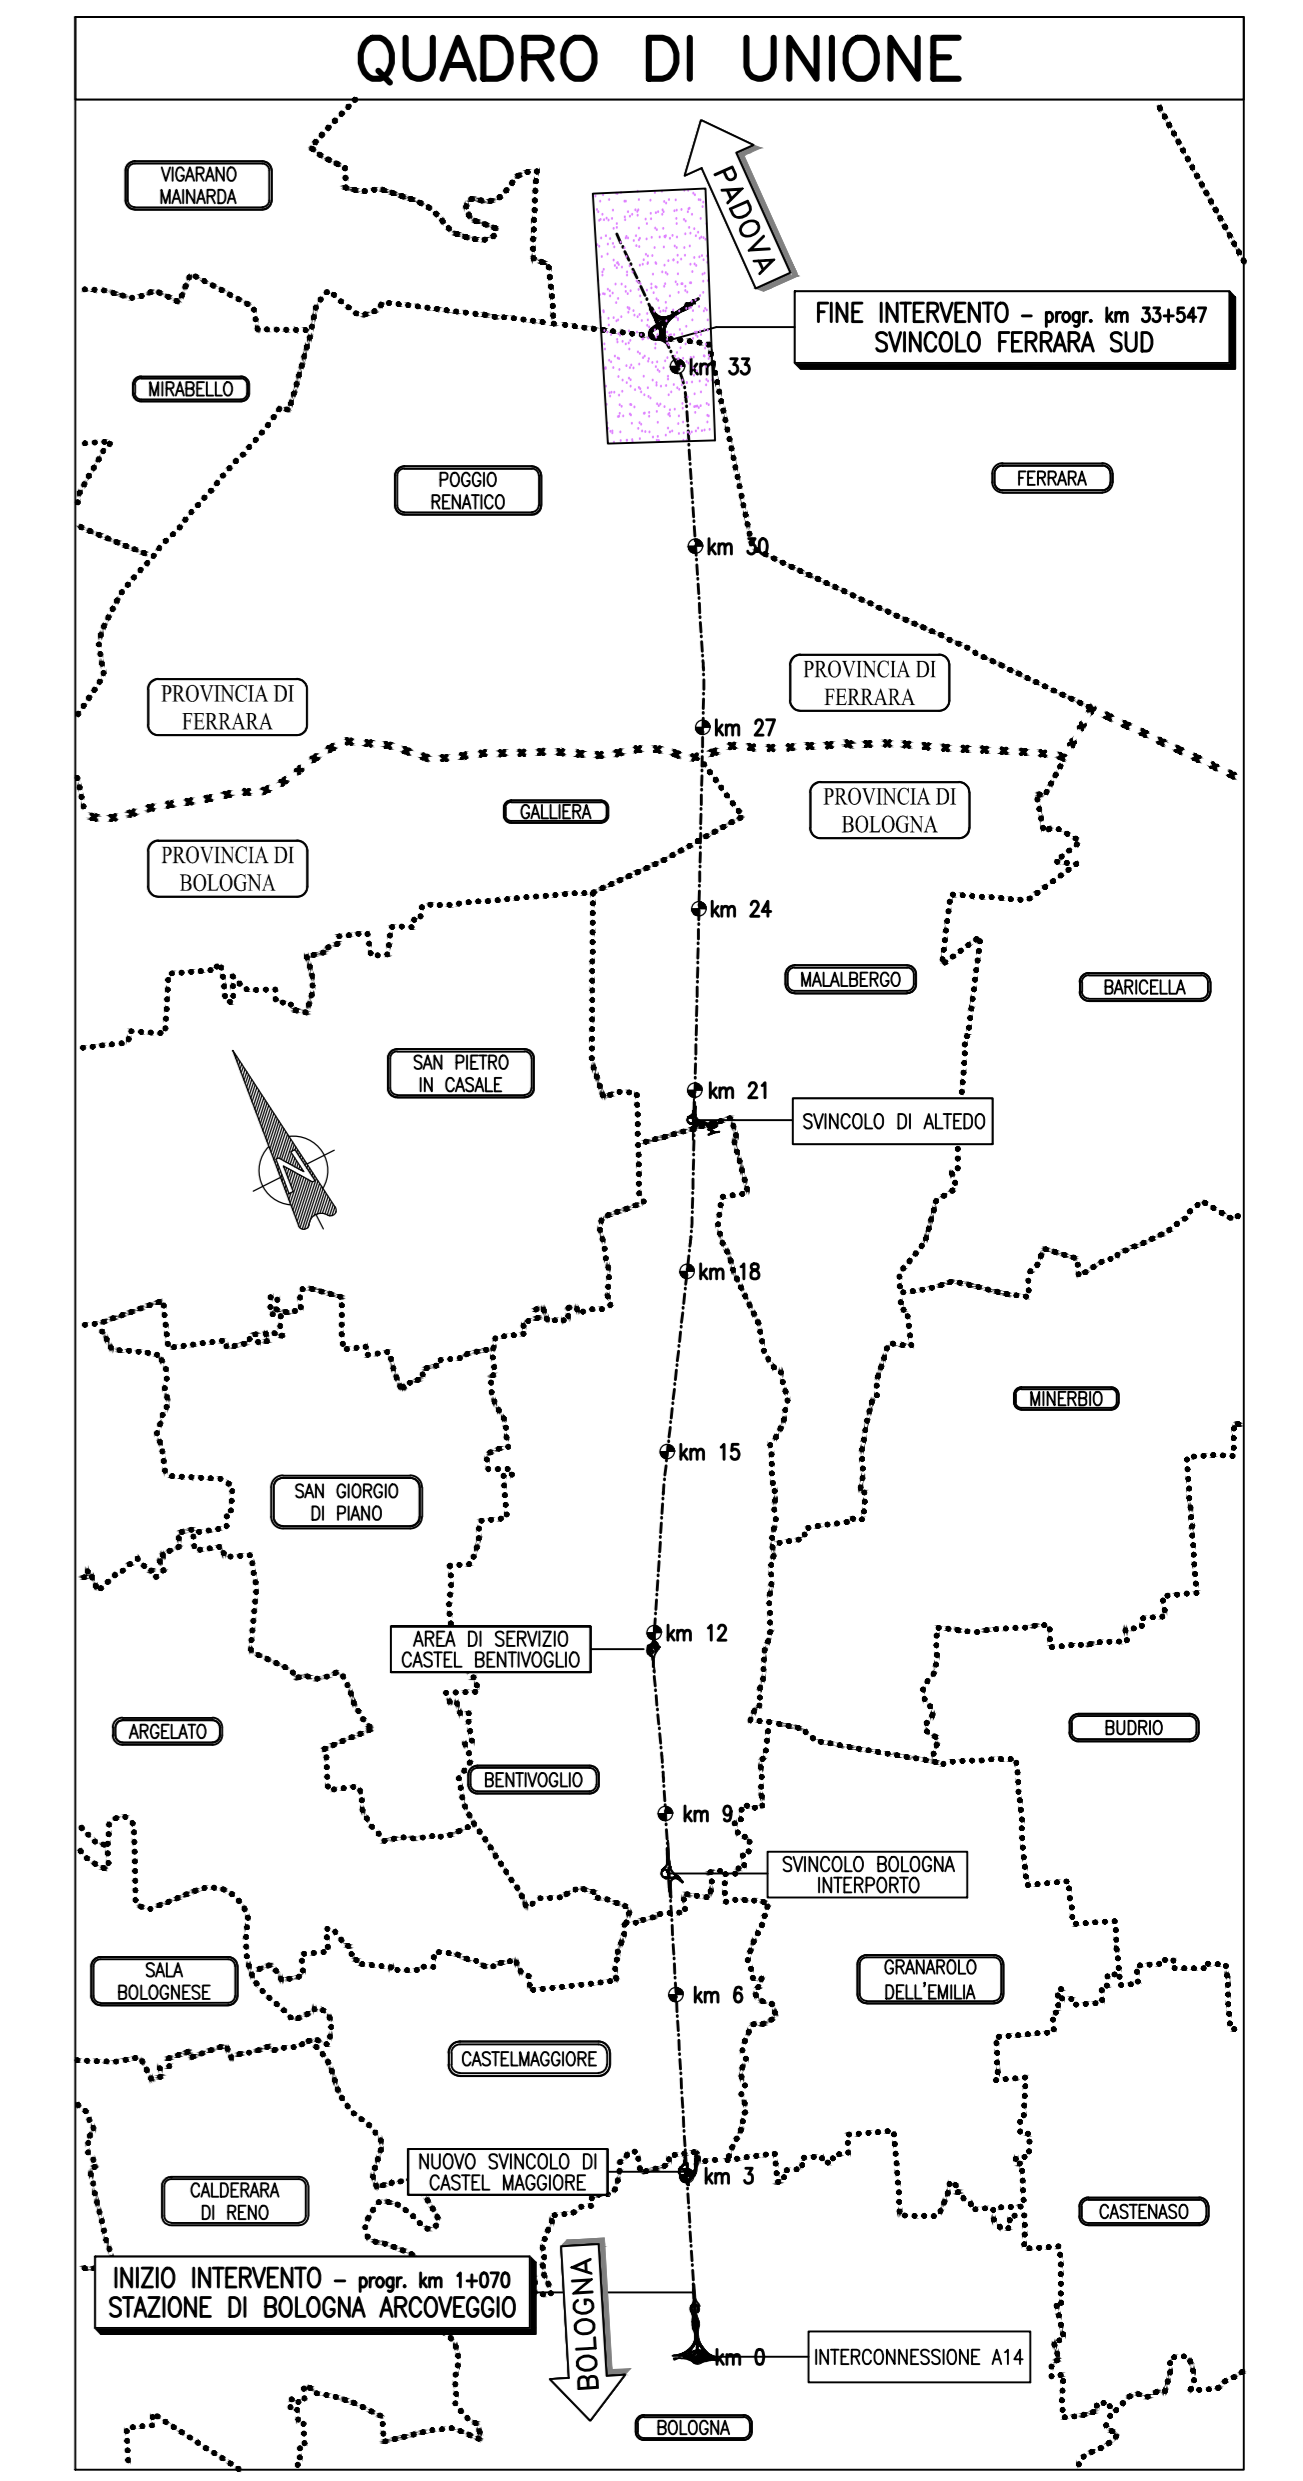 QUADRO DI UNIONE
VIGARANO
MAINARDA
PADOVA
FINE INTERVENTO – progr. km 33+547
SVINCOLO FERRARA SUD
km 33
MIRABELLO
POGGIO
RENATICO
FERRARA
km 30
PROVINCIA DI
FERRARA
PROVINCIA DI
FERRARA
km 27
GALLIERA
PROVINCIA DI
BOLOGNA
PROVINCIA DI
BOLOGNA
km 24
MALALBERGO
BARICELLA
SAN PIETRO
IN CASALE
km 21
SVINCOLO DI ALTEDO
N
km 18
MINERBIO
km 15
SAN GIORGIO
DI PIANO
AREA DI SERVIZIO
CASTEL BENTIVOGLIO
km 12
ARGELATO
BUDRIO
BENTIVOGLIO
km 9
SVINCOLO BOLOGNA
INTERPORTO
SALA
BOLOGNESE
GRANAROLO
DELL'EMILIA
km 6
CASTELMAGGIORE
NUOVO SVINCOLO DI
CASTEL MAGGIORE
km 3
CALDERARA
DI RENO
CASTENASO
INIZIO INTERVENTO – progr. km 1+070
STAZIONE DI BOLOGNA ARCOVEGGIO
BOLOGNA
km 0
INTERCONNESSIONE A14
BOLOGNA